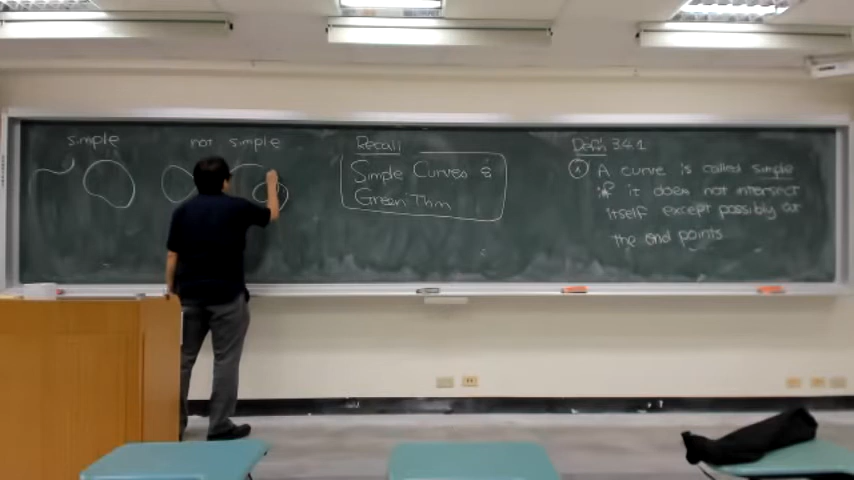 simple
not simple
Recall
Simple Curves &
Green Thm
Defn 3.4.1
① A curve is called simple
if it does not intersect
itself except possibly at
the end points